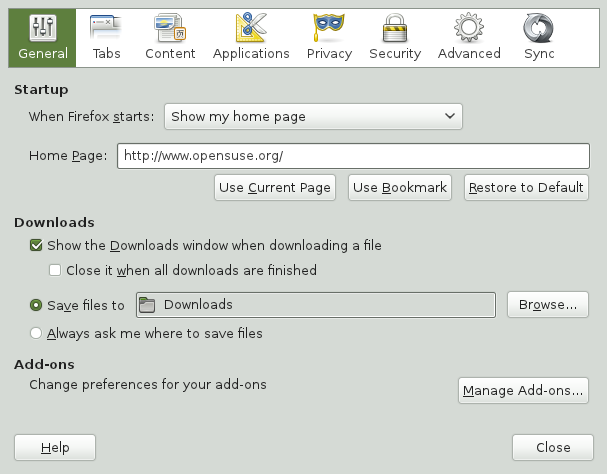 General Tabs Content Applications Privacy Security Advanced Sync
Startup
When Firefox starts: Show my home page
Home Page: http://www.opensuse.org/
Use Current Page Use Bookmark Restore to Default
Downloads
Show the Downloads window when downloading a file
Close it when all downloads are finished
Save files to Downloads Browse...
Always ask me where to save files
Add-ons
Change preferences for your add-ons
Manage Add-ons...
Help Close